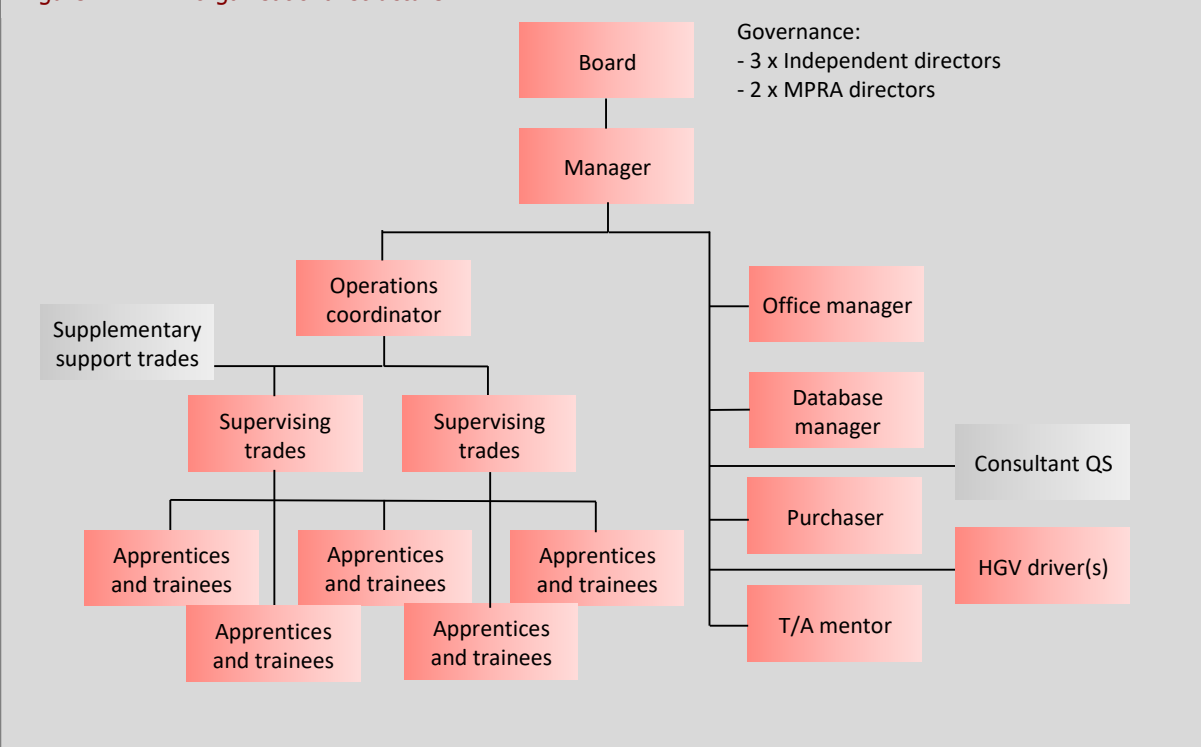 Board
Governance:
- 3 x Independent directors
- 2 x MPRA directors
Manager
Operations
coordinator
Office manager
Supplementary
support trades
Database
manager
Supervising
trades
Supervising
trades
Consultant QS
Purchaser
Apprentices
and trainees
Apprentices
and trainees
Apprentices
and trainees
HGV driver(s)
Apprentices
and trainees
Apprentices
and trainees
T/A mentor